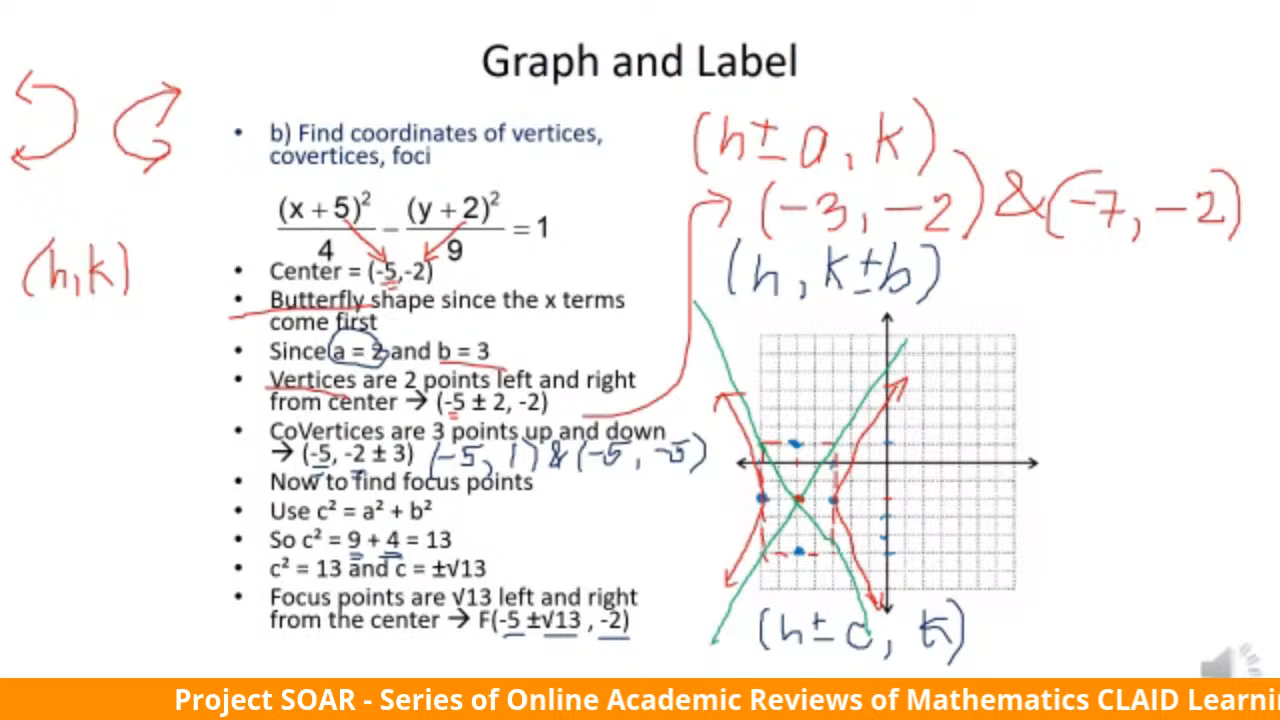 Graph and Label
• b) Find coordinates of vertices,
covertices, foci
(x + 5)² / 4 − (y + 2)² / 9 = 1
• Center = (-5,-2)
• Butterfly shape since the x terms
come first
• Since a = 2 and b = 3
• Vertices are 2 points left and right
from center → (-5 ± 2, -2)
• CoVertices are 3 points up and down
→ (-5, -2 ± 3) (-5, 1) & (-5, -5)
• Now to find focus points
• Use c² = a² + b²
• So c² = 9 + 4 = 13
• c² = 13 and c = ±√13
• Focus points are √13 left and right
from the center → F(-5 ±√13 , -2)
(h, k)
(h ± a, k)
(-3, -2) & (-7, -2)
(h, k ± b)
(h ± c, k)
Project SOAR - Series of Online Academic Reviews of Mathematics CLAID Learni